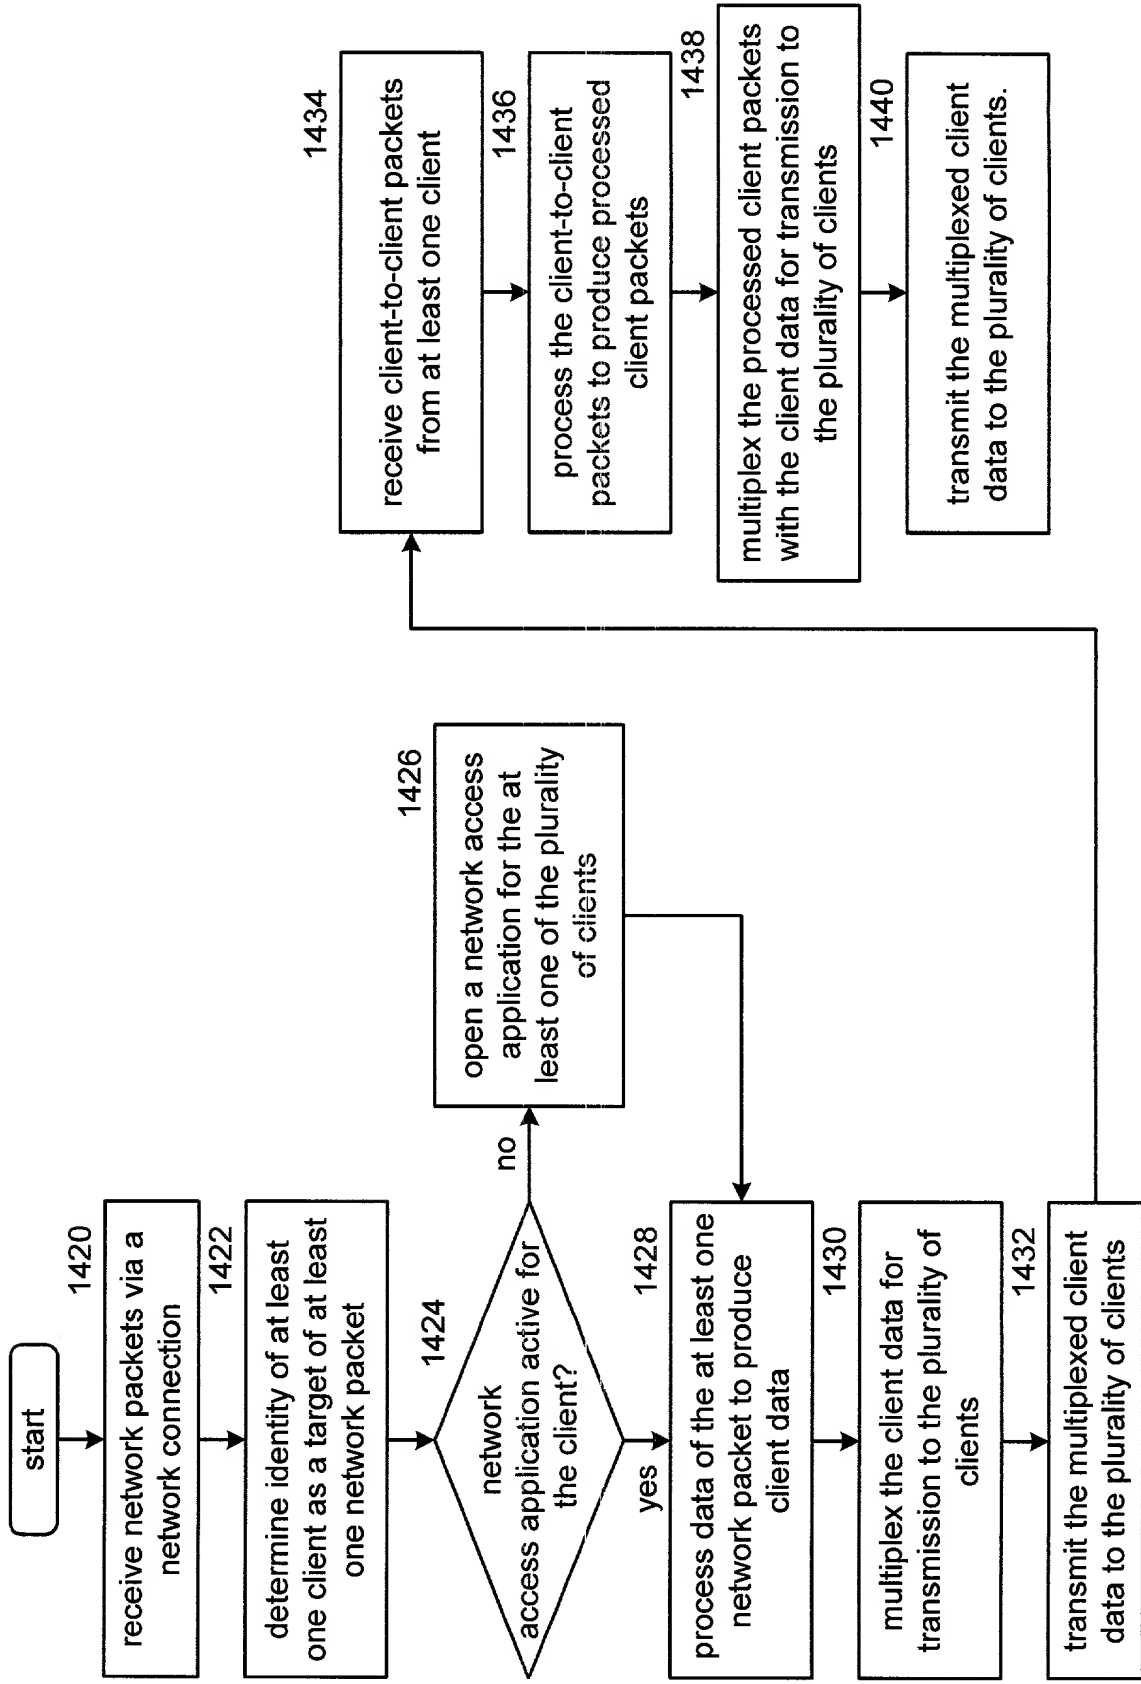 start
1420
receive network packets via a
network connection
1422
determine identity of at least
one client as a target of at least
one network packet
1424
network
access application active for
the client?
no
yes
1426
open a network access
application for the at
least one of the plurality
of clients
1428
process data of the at least one
network packet to produce
client data
1430
multiplex the client data for
transmission to the plurality of
clients
1432
transmit the multiplexed client
data to the plurality of clients
1434
receive client-to-client packets
from at least one client
1436
process the client-to-client
packets to produce processed
client packets
1438
multiplex the processed client packets
with the client data for transmission to
the plurality of clients
1440
transmit the multiplexed client
data to the plurality of clients.